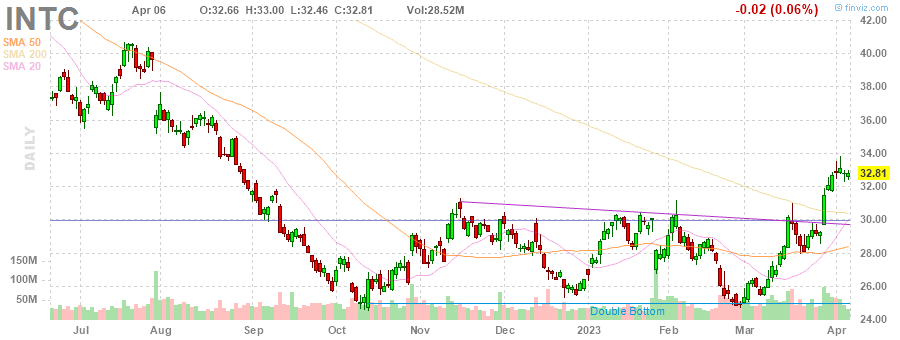 INTC
Apr 06 O:32.66 H:33.00 L:32.46 C:32.81 Vol:28.52M -0.02 (0.06%) © finviz.com
SMA 50
SMA 200
SMA 20
DAILY
42.00
40.00
38.00
36.00
34.00
32.81
32.00
30.00
28.00
26.00
24.00
150M
100M
50M
Double Bottom
Jul Aug Sep Oct Nov Dec 2023 Feb Mar Apr